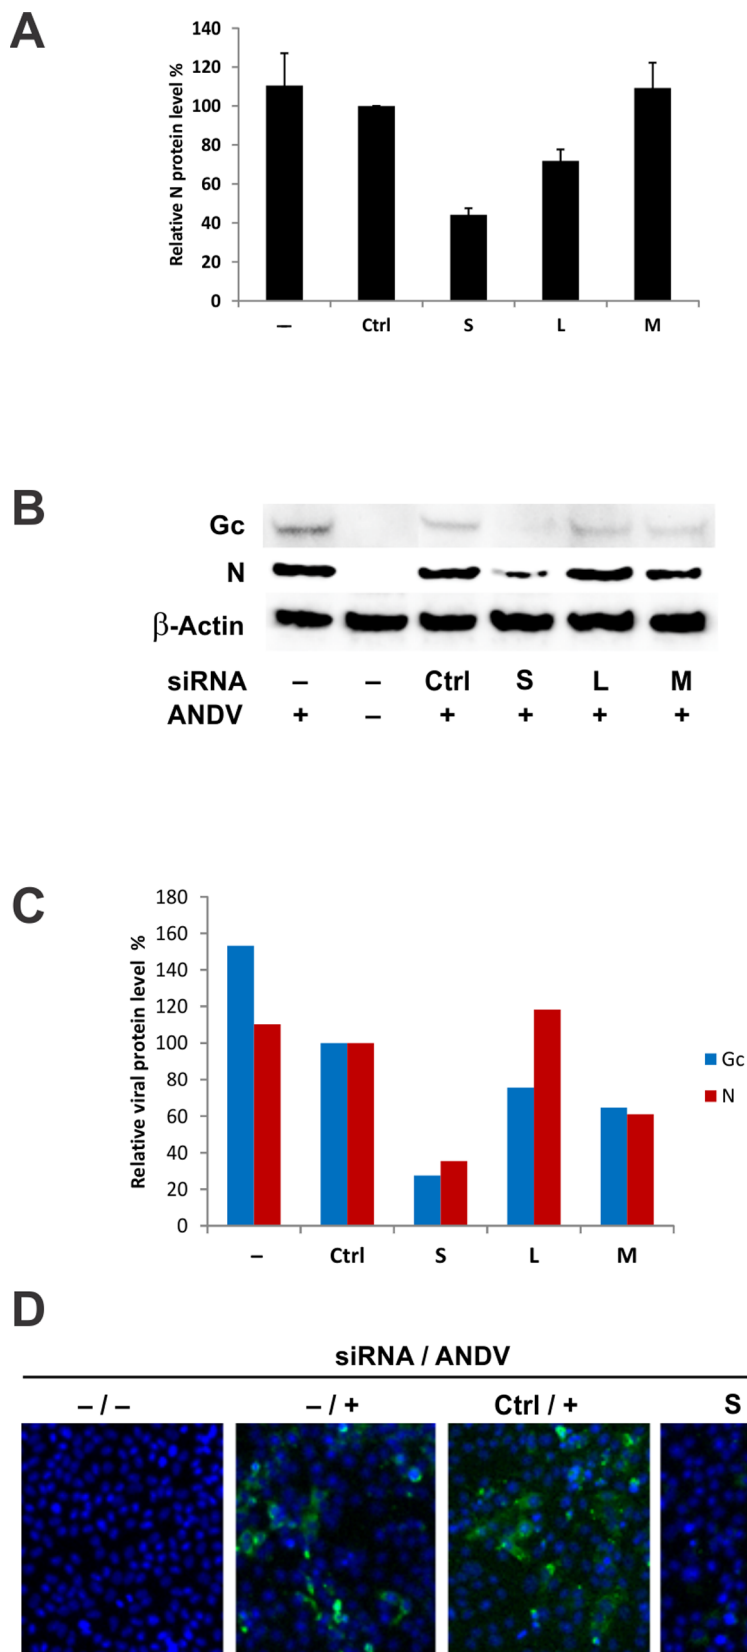 A
Relative N protein level %
140
120
100
80
60
40
20
0
– Ctrl S L M
B
Gc
N
β-Actin
siRNA – – Ctrl S L M
ANDV + – + + + +
C
Relative viral protein level %
180
160
140
120
100
80
60
40
20
0
– Ctrl S L M
Gc
N
D
siRNA / ANDV
– / – – / + Ctrl / + S